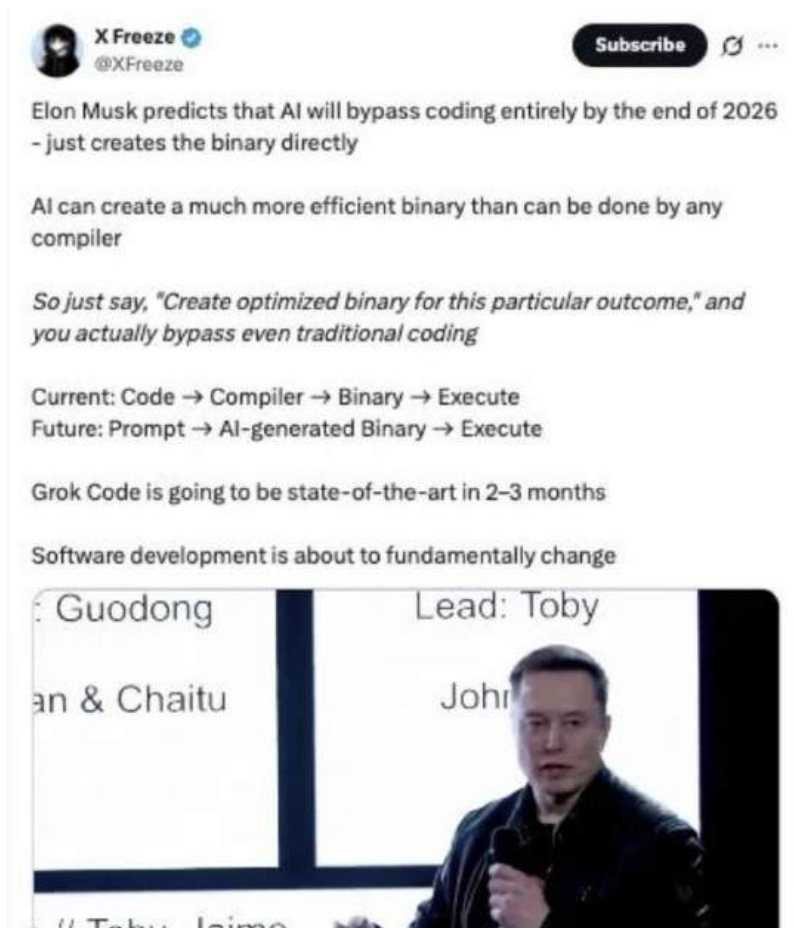 X Freeze
Subscribe
@XFreeze
Elon Musk predicts that AI will bypass coding entirely by the end of 2026
- just creates the binary directly
AI can create a much more efficient binary than can be done by any
compiler
So just say, "Create optimized binary for this particular outcome," and
you actually bypass even traditional coding
Current: Code → Compiler → Binary → Execute
Future: Prompt → AI-generated Binary → Execute
Grok Code is going to be state-of-the-art in 2–3 months
Software development is about to fundamentally change
: Guodong
Lead: Toby
an & Chaitu
John
// Toby, Jaime